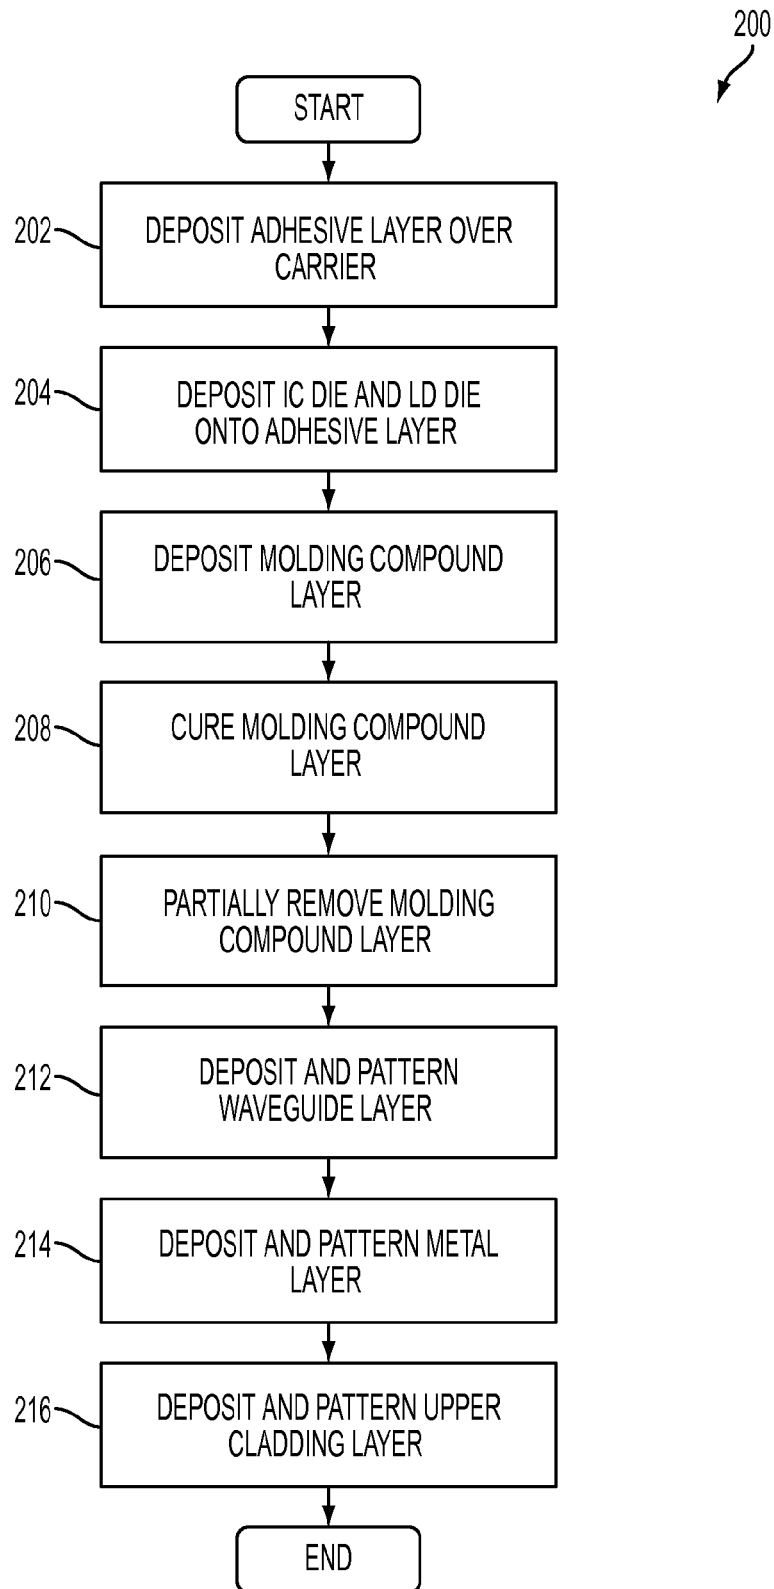 200
START
202
DEPOSIT ADHESIVE LAYER OVER
CARRIER
204
DEPOSIT IC DIE AND LD DIE
ONTO ADHESIVE LAYER
206
DEPOSIT MOLDING COMPOUND
LAYER
208
CURE MOLDING COMPOUND
LAYER
210
PARTIALLY REMOVE MOLDING
COMPOUND LAYER
212
DEPOSIT AND PATTERN
WAVEGUIDE LAYER
214
DEPOSIT AND PATTERN METAL
LAYER
216
DEPOSIT AND PATTERN UPPER
CLADDING LAYER
END